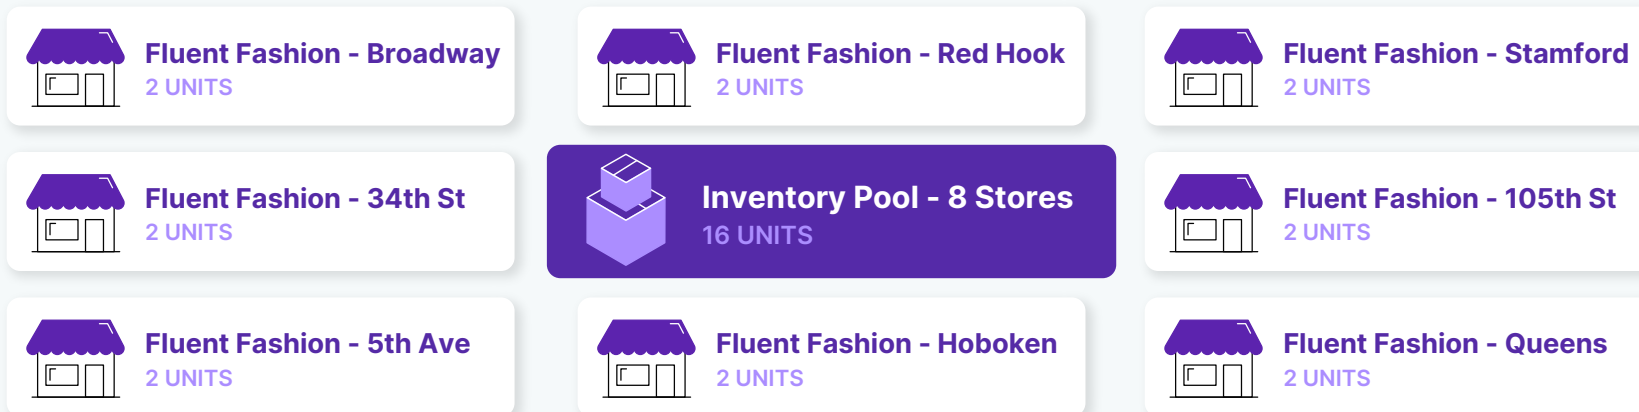 Fluent Fashion - Broadway
2 UNITS
Fluent Fashion - Red Hook
2 UNITS
Fluent Fashion - Stamford
2 UNITS
Fluent Fashion - 34th St
2 UNITS
Inventory Pool - 8 Stores
16 UNITS
Fluent Fashion - 105th St
2 UNITS
Fluent Fashion - 5th Ave
2 UNITS
Fluent Fashion - Hoboken
2 UNITS
Fluent Fashion - Queens
2 UNITS